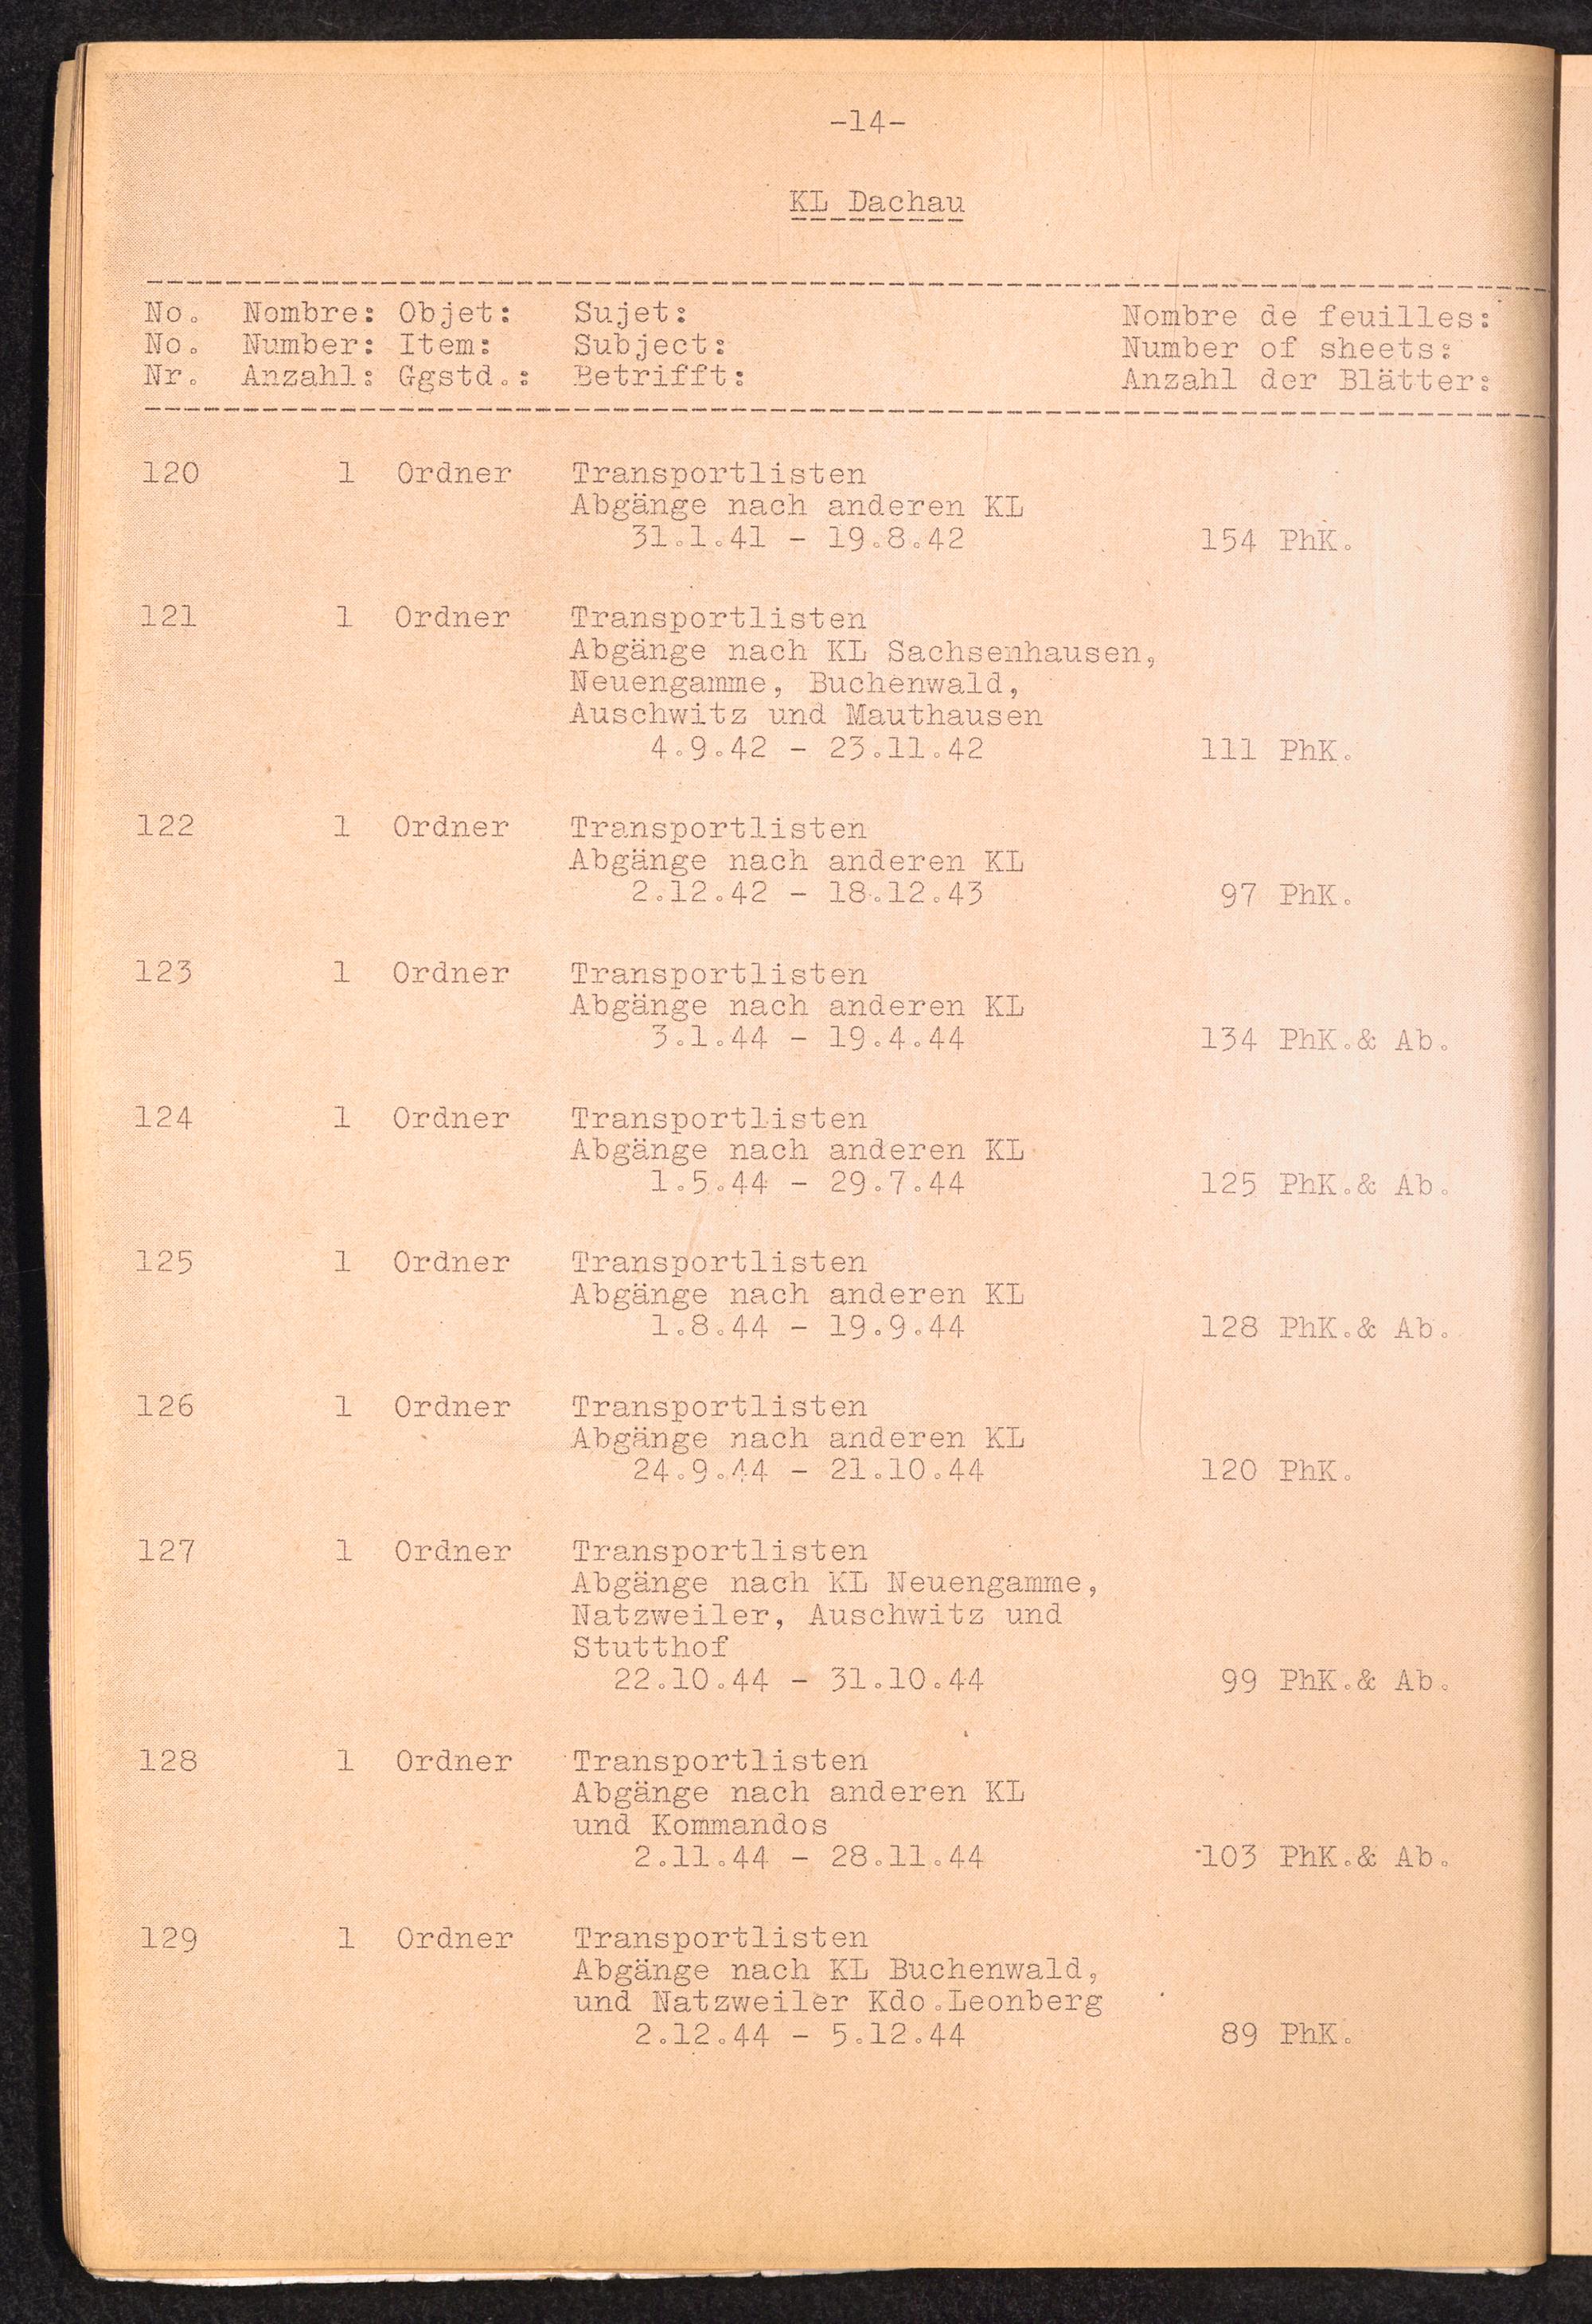 -14-
KL Dachau
No. Nombre: Objet: Sujet: Nombre de feuilles:
No. Number: Item: Subject: Number of sheets:
Nr. Anzahl: Ggstd.: Betrifft: Anzahl der Blätter:
120 1 Ordner Transportlisten
Abgänge nach anderen KL
31.1.41 - 19.8.42 154 PhK.
121 1 Ordner Transportlisten
Abgänge nach KL Sachsenhausen,
Neuengamme, Buchenwald,
Auschwitz und Mauthausen
4.9.42 - 23.11.42 111 PhK.
122 1 Ordner Transportlisten
Abgänge nach anderen KL
2.12.42 - 18.12.43 97 PhK.
123 1 Ordner Transportlisten
Abgänge nach anderen KL
3.1.44 - 19.4.44 134 PhK.& Ab.
124 1 Ordner Transportlisten
Abgänge nach anderen KL
1.5.44 - 29.7.44 125 PhK.& Ab.
125 1 Ordner Transportlisten
Abgänge nach anderen KL
1.8.44 - 19.9.44 128 PhK.& Ab.
126 1 Ordner Transportlisten
Abgänge nach anderen KL
24.9.44 - 21.10.44 120 PhK.
127 1 Ordner Transportlisten
Abgänge nach KL Neuengamme,
Natzweiler, Auschwitz und
Stutthof
22.10.44 - 31.10.44 99 PhK.& Ab.
128 1 Ordner Transportlisten
Abgänge nach anderen KL
und Kommandos
2.11.44 - 28.11.44 103 PhK.& Ab.
129 1 Ordner Transportlisten
Abgänge nach KL Buchenwald,
und Natzweiler Kdo.Leonberg
2.12.44 - 5.12.44 89 PhK.